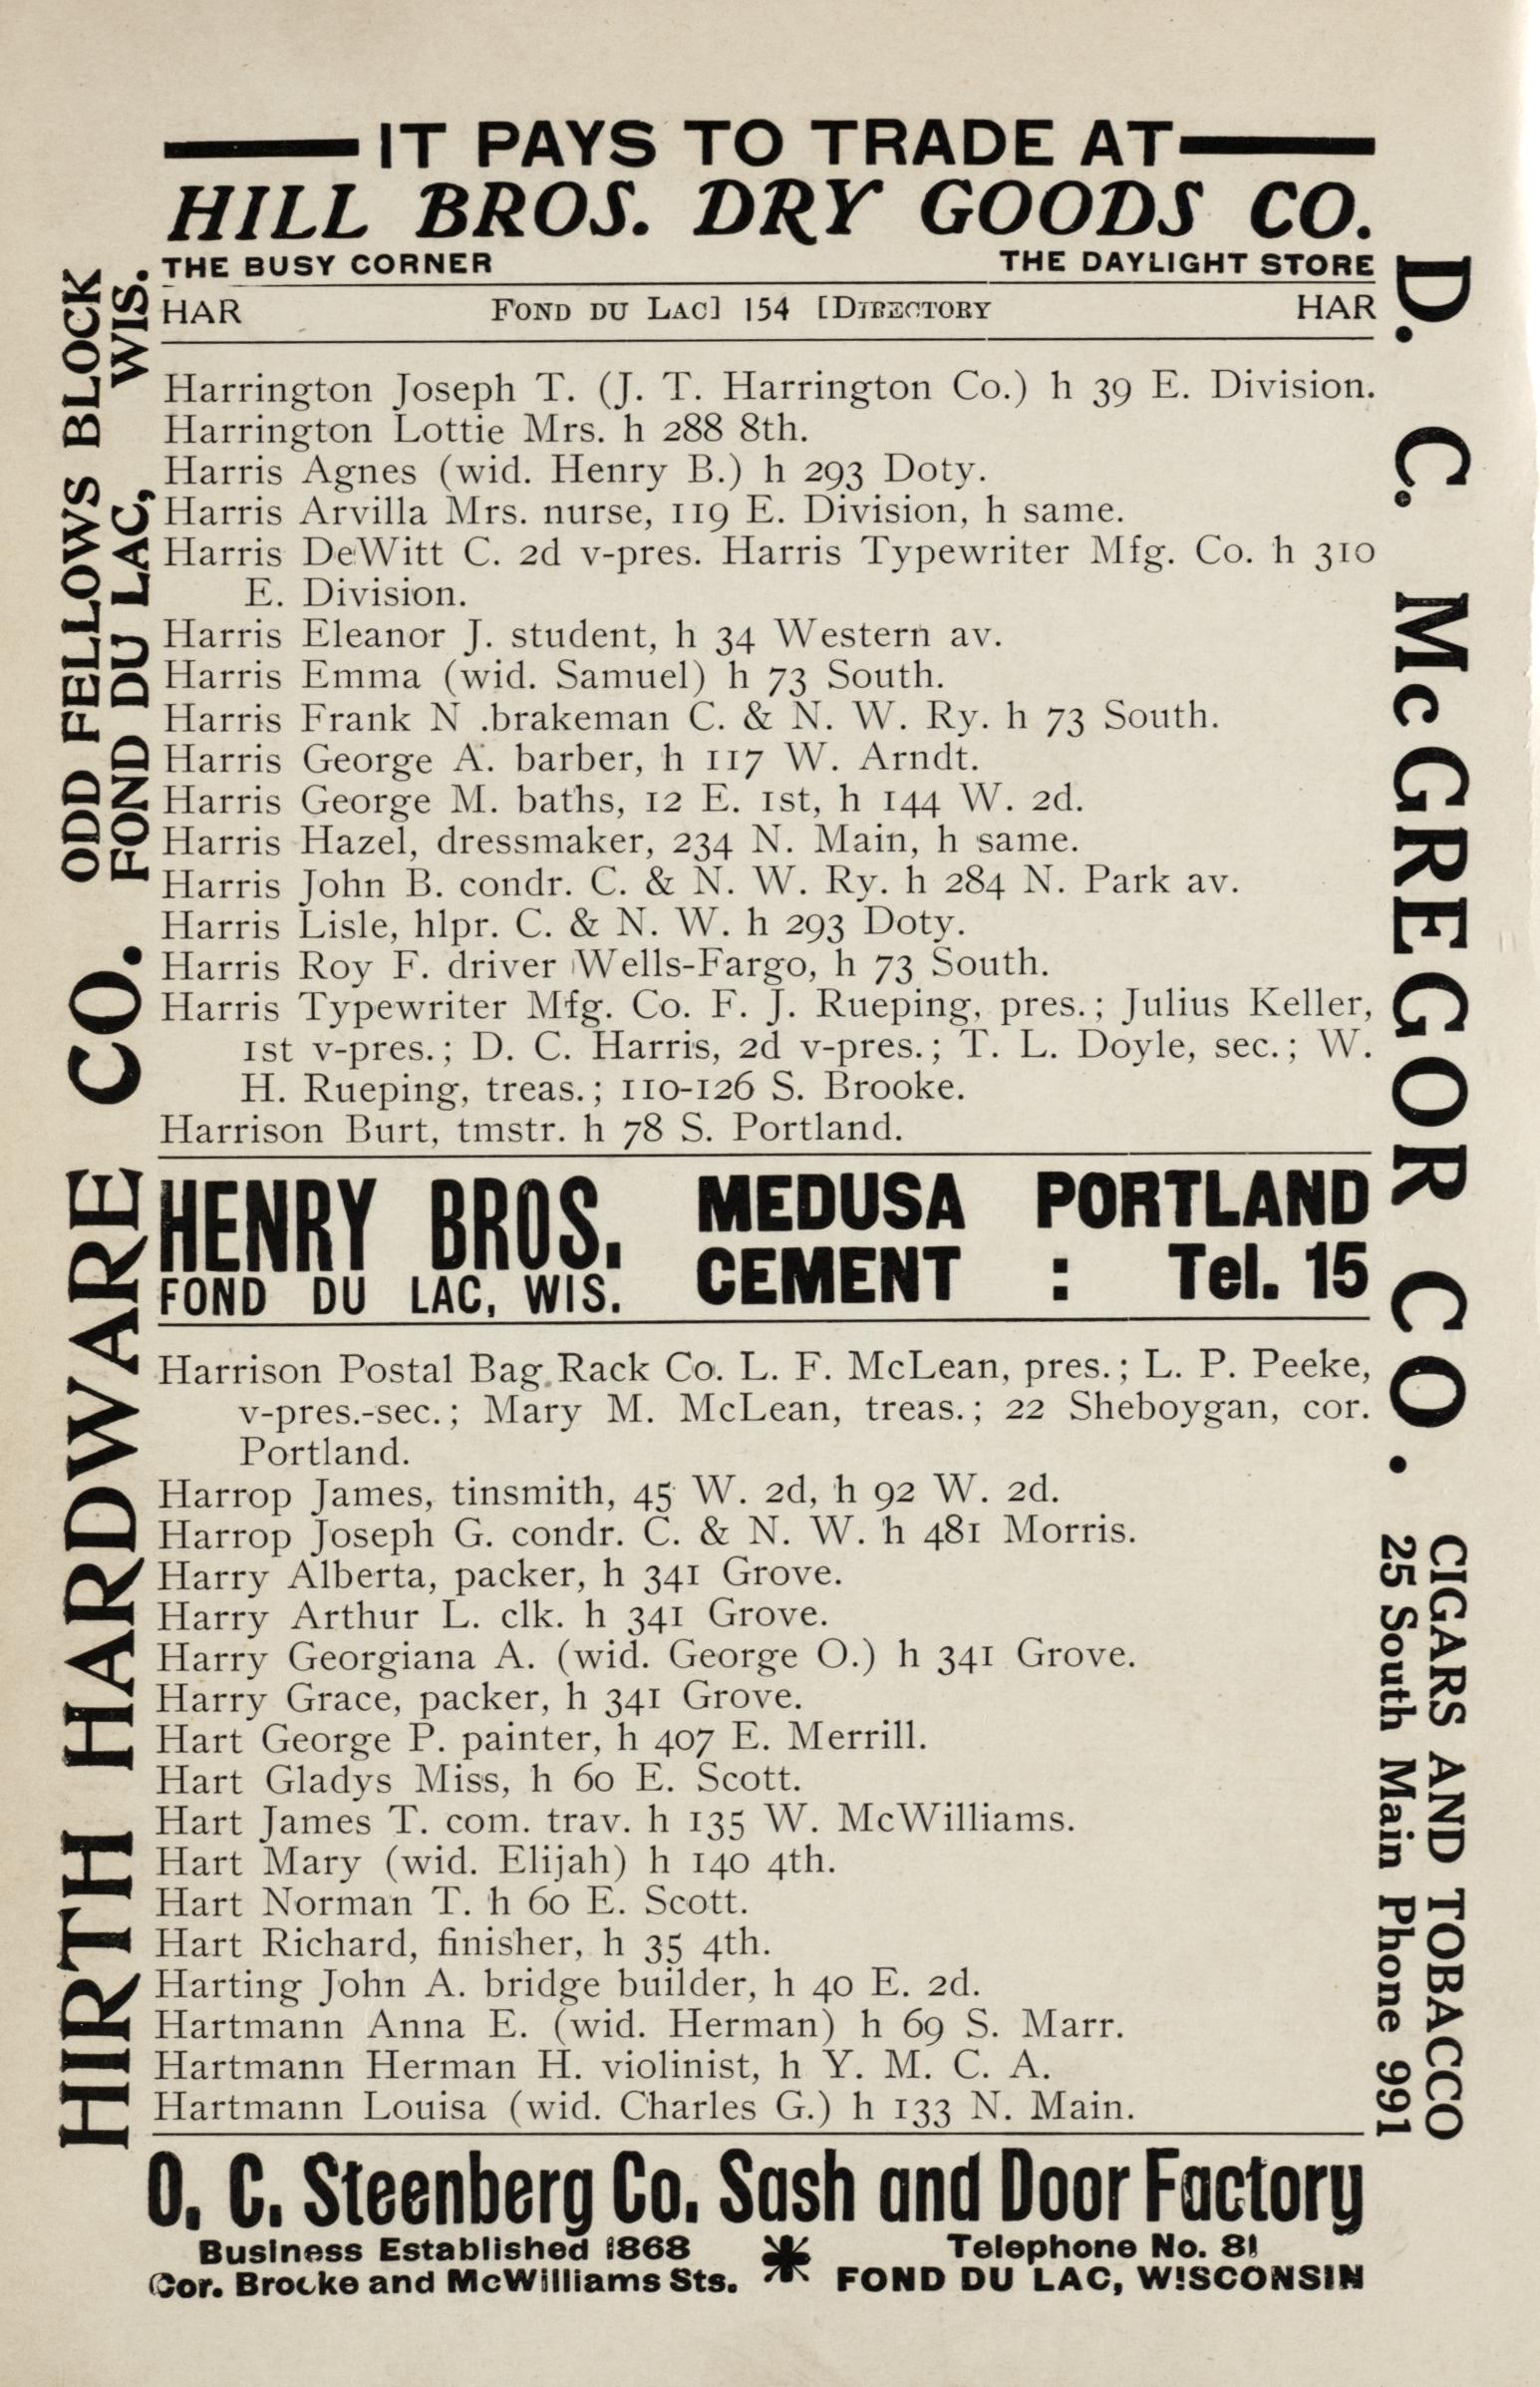 IT PAYS TO TRADE AT
HILL BROS. DRY GOODS CO.
THE BUSY CORNER THE DAYLIGHT STORE
HAR FOND DU LAC] 154 [DIRECTORY HAR
Harrington Joseph T. (J. T. Harrington Co.) h 39 E. Division.
Harrington Lottie Mrs. h 288 8th.
Harris Agnes (wid. Henry B.) h 293 Doty.
Harris Arvilla Mrs. nurse, 119 E. Division, h same.
Harris DeWitt C. 2d v-pres. Harris Typewriter Mfg. Co. h 310
E. Division.
Harris Eleanor J. student, h 34 Western av.
Harris Emma (wid. Samuel) h 73 South.
Harris Frank N .brakeman C. & N. W. Ry. h 73 South.
Harris George A. barber, h 117 W. Arndt.
Harris George M. baths, 12 E. 1st, h 144 W. 2d.
Harris Hazel, dressmaker, 234 N. Main, h same.
Harris John B. condr. C. & N. W. Ry. h 284 N. Park av.
Harris Lisle, hlpr. C. & N. W. h 293 Doty.
Harris Roy F. driver Wells-Fargo, h 73 South.
Harris Typewriter Mfg. Co. F. J. Rueping, pres.; Julius Keller,
1st v-pres.; D. C. Harris, 2d v-pres.; T. L. Doyle, sec.; W.
H. Rueping, treas.; 110-126 S. Brooke.
Harrison Burt, tmstr. h 78 S. Portland.
HENRY BROS.
FOND DU LAC, WIS.
MEDUSA PORTLAND
CEMENT : Tel. 15
Harrison Postal Bag Rack Co. L. F. McLean, pres.; L. P. Peeke,
v-pres.-sec.; Mary M. McLean, treas.; 22 Sheboygan, cor.
Portland.
Harrop James, tinsmith, 45 W. 2d, h 92 W. 2d.
Harrop Joseph G. condr. C. & N. W. h 481 Morris.
Harry Alberta, packer, h 341 Grove.
Harry Arthur L. clk. h 341 Grove.
Harry Georgiana A. (wid. George O.) h 341 Grove.
Harry Grace, packer, h 341 Grove.
Hart George P. painter, h 407 E. Merrill.
Hart Gladys Miss, h 60 E. Scott.
Hart James T. com. trav. h 135 W. McWilliams.
Hart Mary (wid. Elijah) h 140 4th.
Hart Norman T. h 60 E. Scott.
Hart Richard, finisher, h 35 4th.
Harting John A. bridge builder, h 40 E. 2d.
Hartmann Anna E. (wid. Herman) h 69 S. Marr.
Hartmann Herman H. violinist, h Y. M. C. A.
Hartmann Louisa (wid. Charles G.) h 133 N. Main.
O. C. Steenberg Co. Sash and Door Factory
Business Established 1868
Cor. Brocke and McWilliams Sts.
*
Telephone No. 81
FOND DU LAC, WISCONSIN
HIRTH HARDWARE CO.
ODD FELLOWS BLOCK
FOND DU LAC, WIS.
D. C. McGREGOR CO.
CIGARS AND TOBACCO
25 South Main Phone 991